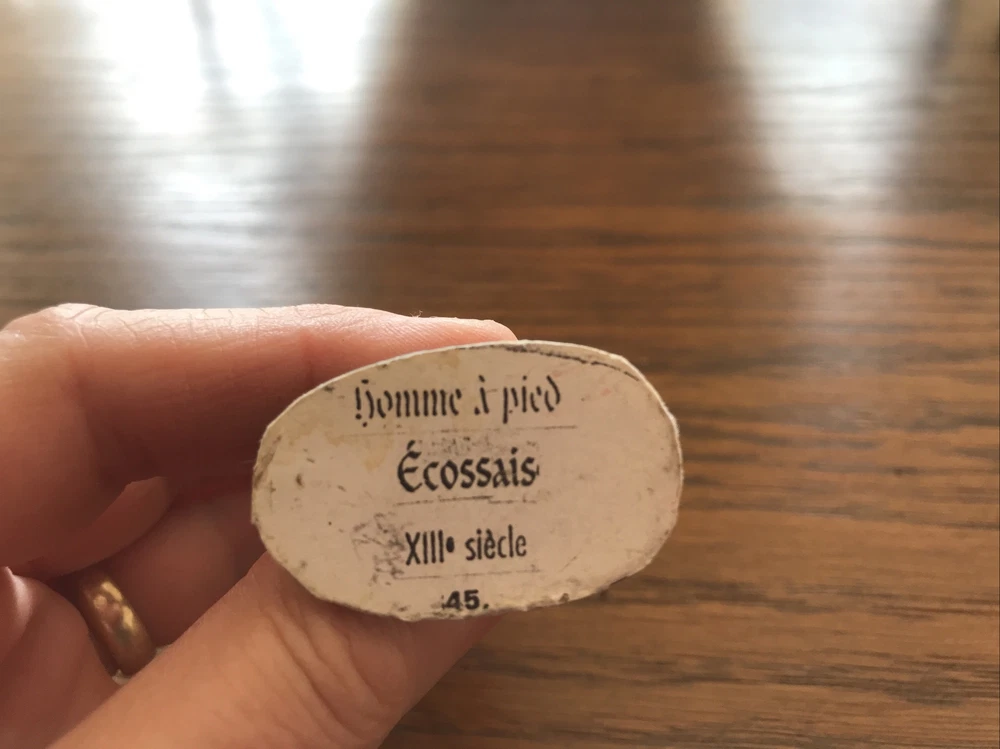 Homme à pied
Écossais
XIIIe siècle
45.